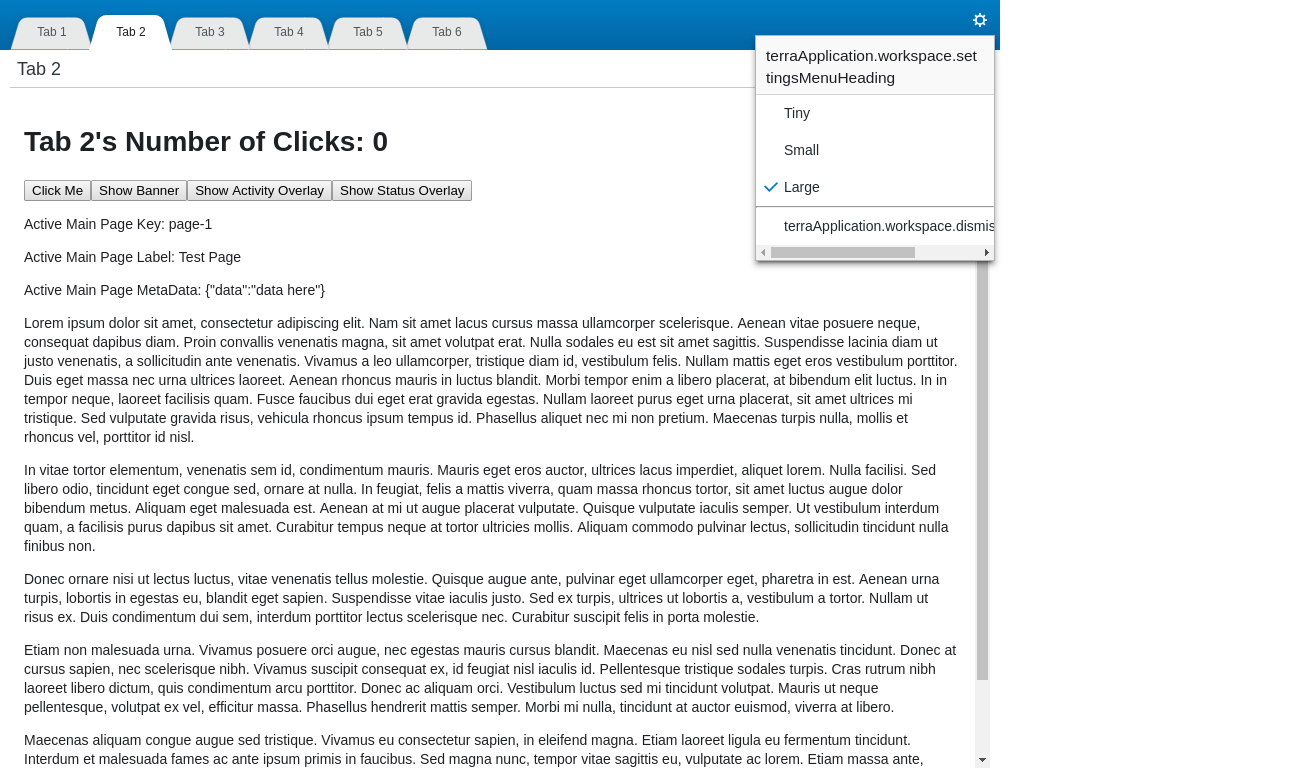 Tab 1
Tab 2
Tab 3
Tab 4
Tab 5
Tab 6
Tab 2
terraApplication.workspace.set
tingsMenuHeading
Tiny
Small
Large
terraApplication.workspace.dismis
Tab 2's Number of Clicks: 0
Click Me
Show Banner
Show Activity Overlay
Show Status Overlay
Active Main Page Key: page-1
Active Main Page Label: Test Page
Active Main Page MetaData: {"data":"data here"}
Lorem ipsum dolor sit amet, consectetur adipiscing elit. Nam sit amet lacus cursus massa ullamcorper scelerisque. Aenean vitae posuere neque,
consequat dapibus diam. Proin convallis venenatis magna, sit amet volutpat erat. Nulla sodales eu est sit amet sagittis. Suspendisse lacinia diam ut
justo venenatis, a sollicitudin ante venenatis. Vivamus a leo ullamcorper, tristique diam id, vestibulum felis. Nullam mattis eget eros vestibulum porttitor.
Duis eget massa nec urna ultrices laoreet. Aenean rhoncus mauris in luctus blandit. Morbi tempor enim a libero placerat, at bibendum elit luctus. In in
tempor neque, laoreet facilisis quam. Fusce faucibus dui eget erat gravida egestas. Nullam laoreet purus eget urna placerat, sit amet ultrices mi
tristique. Sed vulputate gravida risus, vehicula rhoncus ipsum tempus id. Phasellus aliquet nec mi non pretium. Maecenas turpis nulla, mollis et
rhoncus vel, porttitor id nisl.
In vitae tortor elementum, venenatis sem id, condimentum mauris. Mauris eget eros auctor, ultrices lacus imperdiet, aliquet lorem. Nulla facilisi. Sed
libero odio, tincidunt eget congue sed, ornare at nulla. In feugiat, felis a mattis viverra, quam massa rhoncus tortor, sit amet luctus augue dolor
bibendum metus. Aliquam eget malesuada est. Aenean at mi ut augue placerat vulputate. Quisque vulputate iaculis semper. Ut vestibulum interdum
quam, a facilisis purus dapibus sit amet. Curabitur tempus neque at tortor ultricies mollis. Aliquam commodo pulvinar lectus, sollicitudin tincidunt nulla
finibus non.
Donec ornare nisi ut lectus luctus, vitae venenatis tellus molestie. Quisque augue ante, pulvinar eget ullamcorper eget, pharetra in est. Aenean urna
turpis, lobortis in egestas eu, blandit eget sapien. Suspendisse vitae iaculis justo. Sed ex turpis, ultrices ut lobortis a, vestibulum a tortor. Nullam ut
risus ex. Duis condimentum dui sem, interdum porttitor lectus scelerisque nec. Curabitur suscipit felis in porta molestie.
Etiam non malesuada urna. Vivamus posuere orci augue, nec egestas mauris cursus blandit. Maecenas eu nisl sed nulla venenatis tincidunt. Donec at
cursus sapien, nec scelerisque nibh. Vivamus suscipit consequat ex, id feugiat nisl iaculis id. Pellentesque tristique sodales turpis. Cras rutrum nibh
laoreet libero dictum, quis condimentum arcu porttitor. Donec ac aliquam orci. Vestibulum luctus sed mi tincidunt volutpat. Mauris ut neque
pellentesque, volutpat ex vel, efficitur massa. Phasellus hendrerit mattis semper. Morbi mi nulla, tincidunt at auctor euismod, viverra at libero.
Maecenas aliquam congue augue sed tristique. Vivamus eu consectetur sapien, in eleifend magna. Etiam laoreet ligula eu fermentum tincidunt.
Interdum et malesuada fames ac ante ipsum primis in faucibus. Sed magna nunc, tempor vitae sagittis eu, vulputate ac lorem. Etiam massa ante,